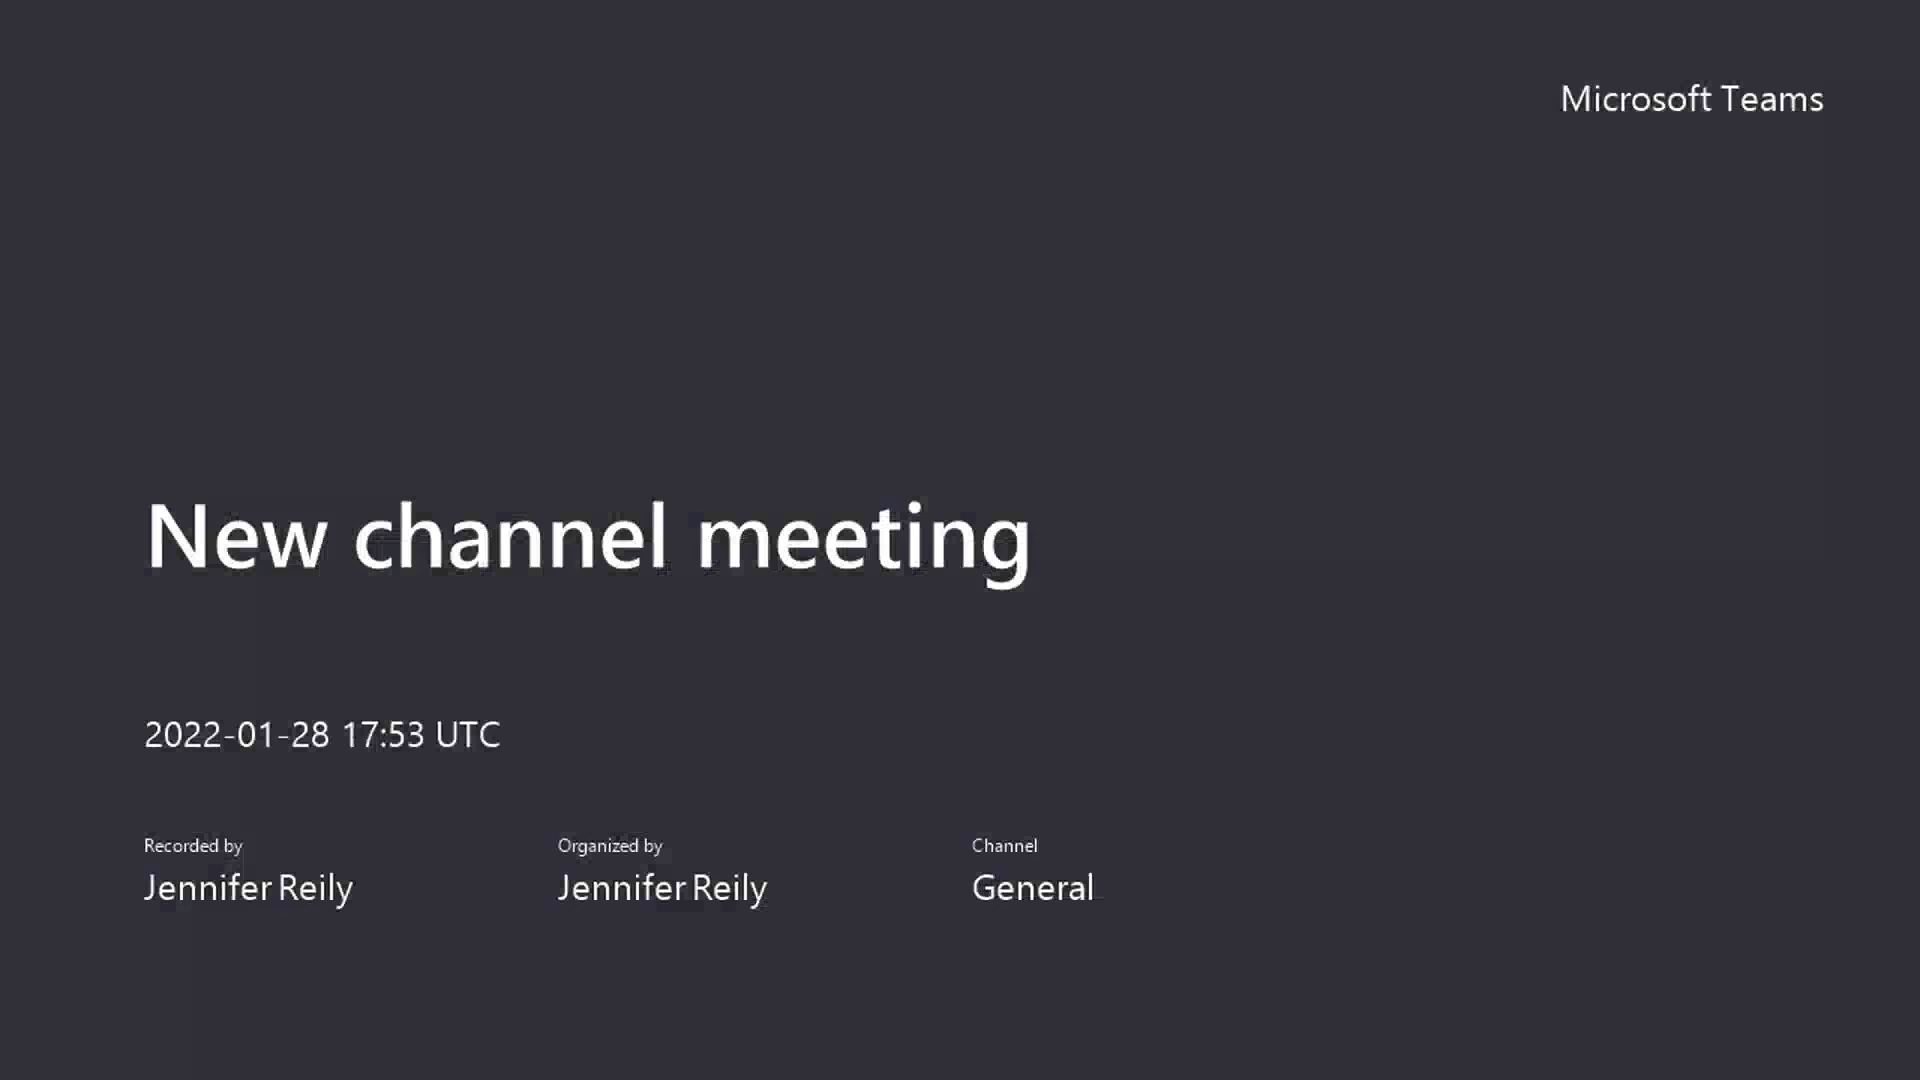 Microsoft Teams
New channel meeting
2022-01-28 17:53 UTC
Recorded by
Jennifer Reily
Organized by
Jennifer Reily
Channel
General